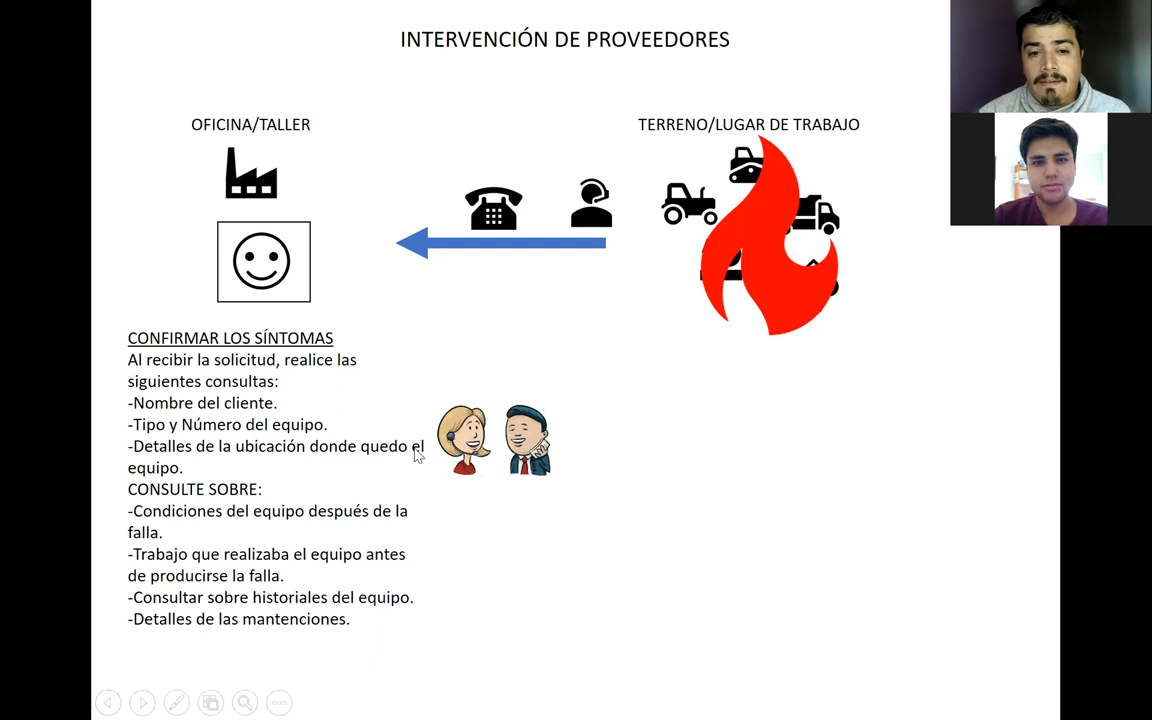 INTERVENCIÓN DE PROVEEDORES
OFICINA/TALLER
TERRENO/LUGAR DE TRABAJO
CONFIRMAR LOS SÍNTOMAS
Al recibir la solicitud, realice las
siguientes consultas:
-Nombre del cliente.
-Tipo y Número del equipo.
-Detalles de la ubicación donde quedo el
equipo.
CONSULTE SOBRE:
-Condiciones del equipo después de la
falla.
-Trabajo que realizaba el equipo antes
de producirse la falla.
-Consultar sobre historiales del equipo.
-Detalles de las mantenciones.